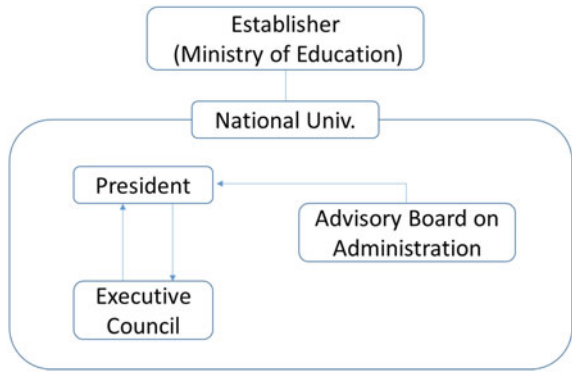 Establisher
(Ministry of Education)
National Univ.
President
Advisory Board on
Administration
Executive
Council